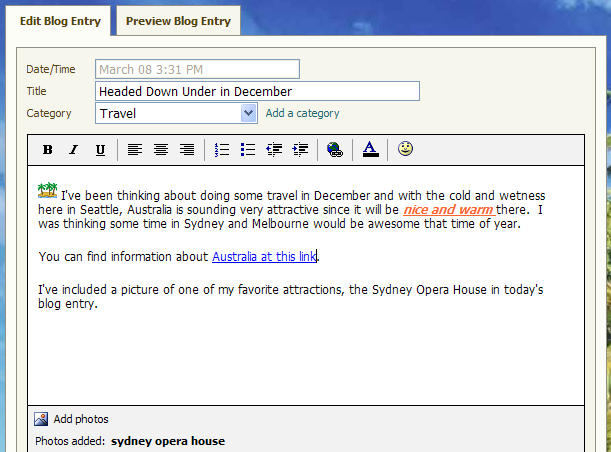 Edit Blog Entry Preview Blog Entry
Date/Time March 08 3:31 PM
Title Headed Down Under in December
Category Travel Add a category
B I U A
I've been thinking about doing some travel in December and with the cold and wetness
here in Seattle, Australia is sounding very attractive since it will be nice and warm there. I
was thinking some time in Sydney and Melbourne would be awesome that time of year.
You can find information about Australia at this link.
I've included a picture of one of my favorite attractions, the Sydney Opera House in today's
blog entry.
Add photos
Photos added: sydney opera house